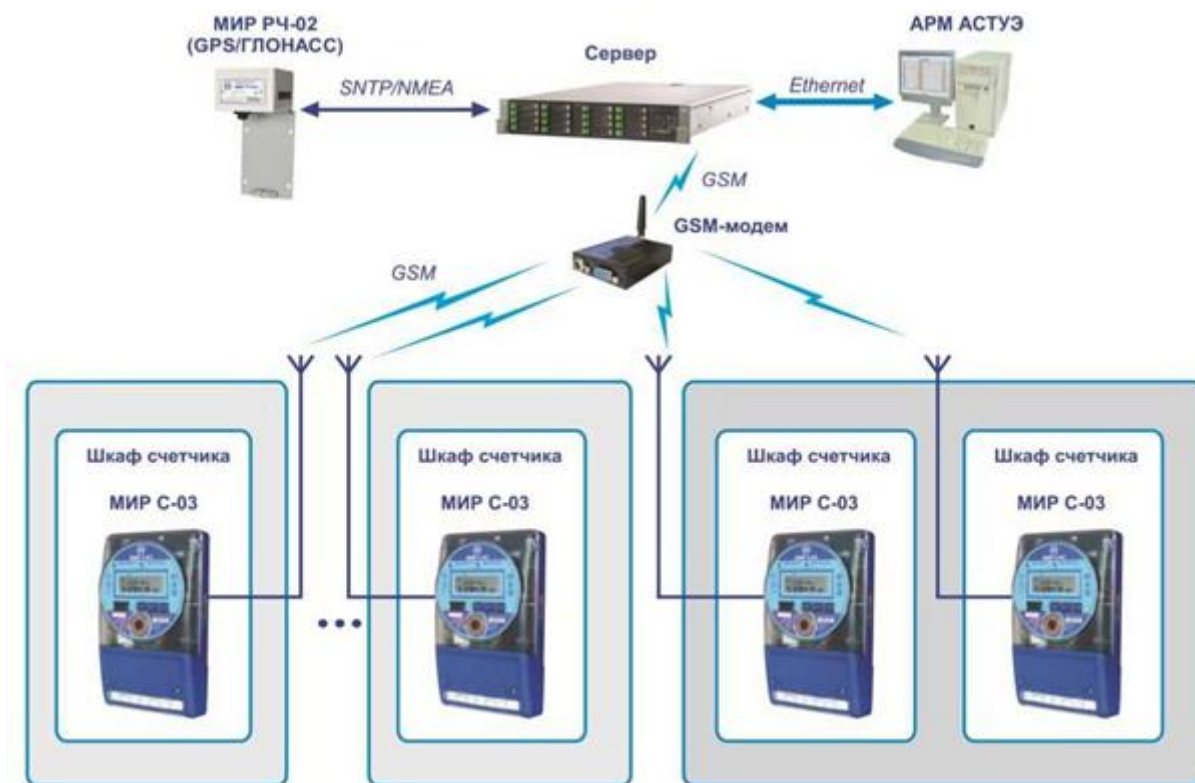 МИР РЧ-02
(GPS/ГЛОНАСС)
SNTP/NMEA
Сервер
Ethernet
АРМ АСТУЭ
GSM
GSM-модем
GSM
Шкаф счетчика
МИР С-03
Шкаф счетчика
МИР С-03
Шкаф счетчика
МИР С-03
Шкаф счетчика
МИР С-03